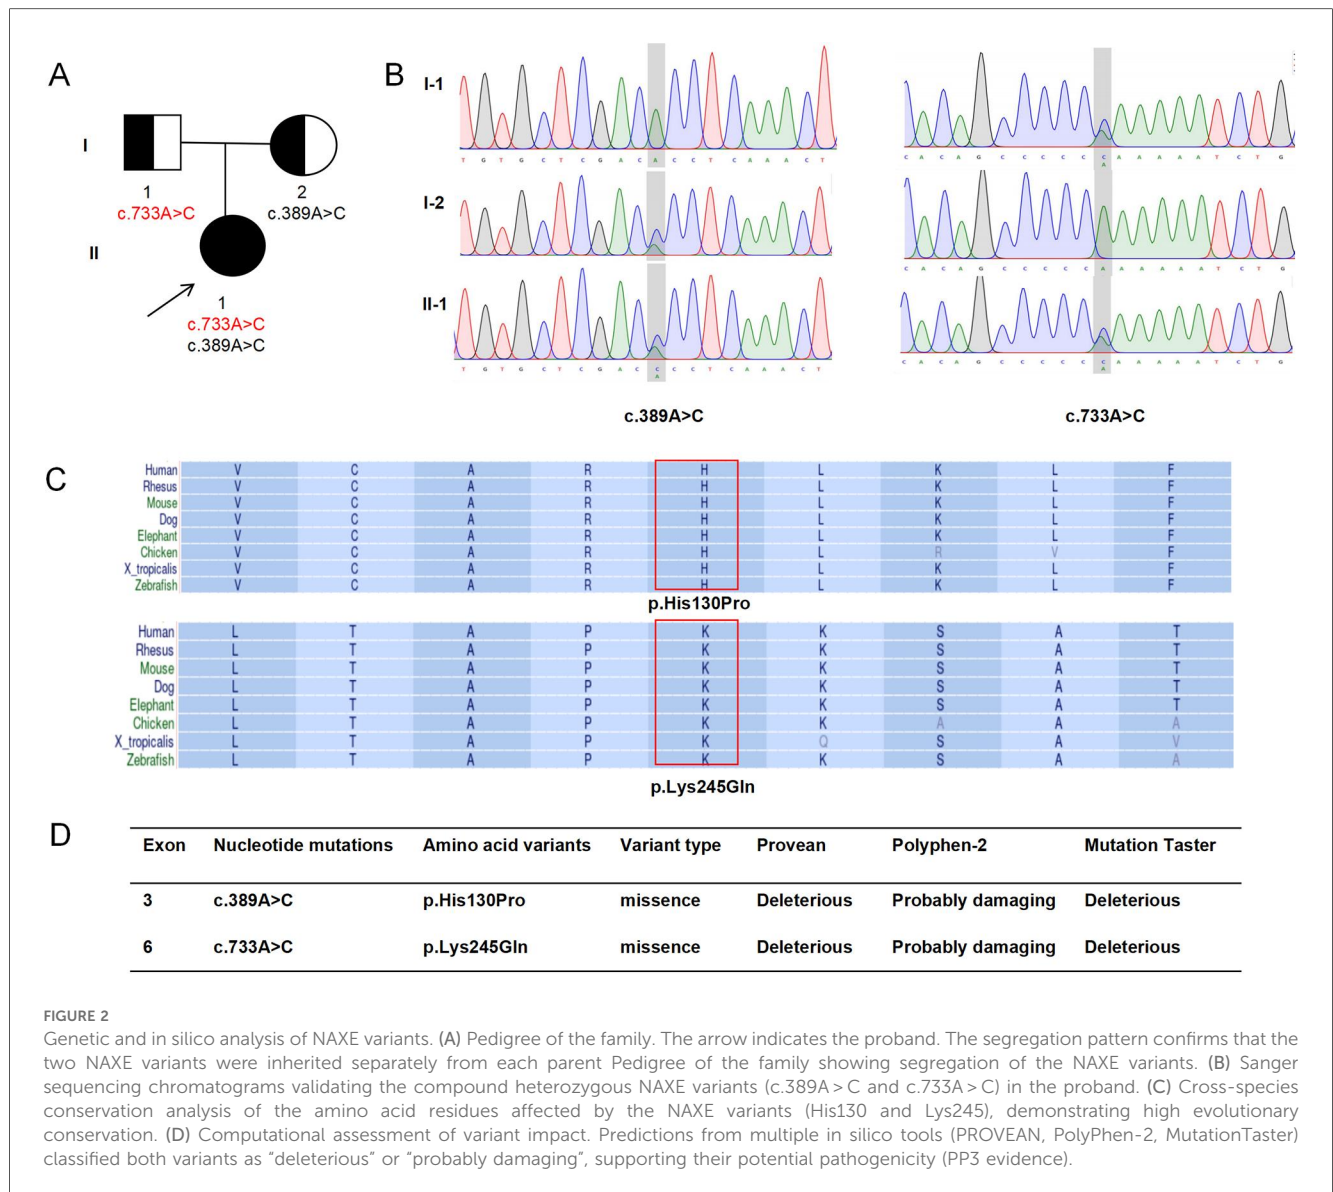 A
I
1
c.733A>C
2
c.389A>C
II
1
c.733A>C
c.389A>C
B
I-1
T G T G C T C G A C A C C T C A A A C T
A
C A C A G C C C C C C A A A A A T C T G
A
I-2
C A C A G C C C C C A A A A A A T C T G
II-1
T G T G C T C G A C C C C T C A A A C T
A
C A C A G C C C C C C A A A A A T C T G
A
c.389A>C
c.733A>C
C
Human V C A R H L K L F
Rhesus V C A R H L K L F
Mouse V C A R H L K L F
Dog V C A R H L K L F
Elephant V C A R H L K L F
Chicken V C A R H L R V F
X_tropicalis V C A R H L K L F
Zebrafish V C A R H L K L F
p.His130Pro
Human L T A P K K S A T
Rhesus L T A P K K S A T
Mouse L T A P K K S A T
Dog L T A P K K S A T
Elephant L T A P K K S A T
Chicken L T A P K K A A A
X_tropicalis L T A P K Q S A V
Zebrafish L T A P K K S A A
p.Lys245Gln
D
Exon Nucleotide mutations Amino acid variants Variant type Provean Polyphen-2 Mutation Taster
3 c.389A>C p.His130Pro missence Deleterious Probably damaging Deleterious
6 c.733A>C p.Lys245Gln missence Deleterious Probably damaging Deleterious
FIGURE 2
Genetic and in silico analysis of NAXE variants. (A) Pedigree of the family. The arrow indicates the proband. The segregation pattern confirms that the
two NAXE variants were inherited separately from each parent Pedigree of the family showing segregation of the NAXE variants. (B) Sanger
sequencing chromatograms validating the compound heterozygous NAXE variants (c.389A > C and c.733A > C) in the proband. (C) Cross-species
conservation analysis of the amino acid residues affected by the NAXE variants (His130 and Lys245), demonstrating high evolutionary
conservation. (D) Computational assessment of variant impact. Predictions from multiple in silico tools (PROVEAN, PolyPhen-2, MutationTaster)
classified both variants as “deleterious” or “probably damaging”, supporting their potential pathogenicity (PP3 evidence).